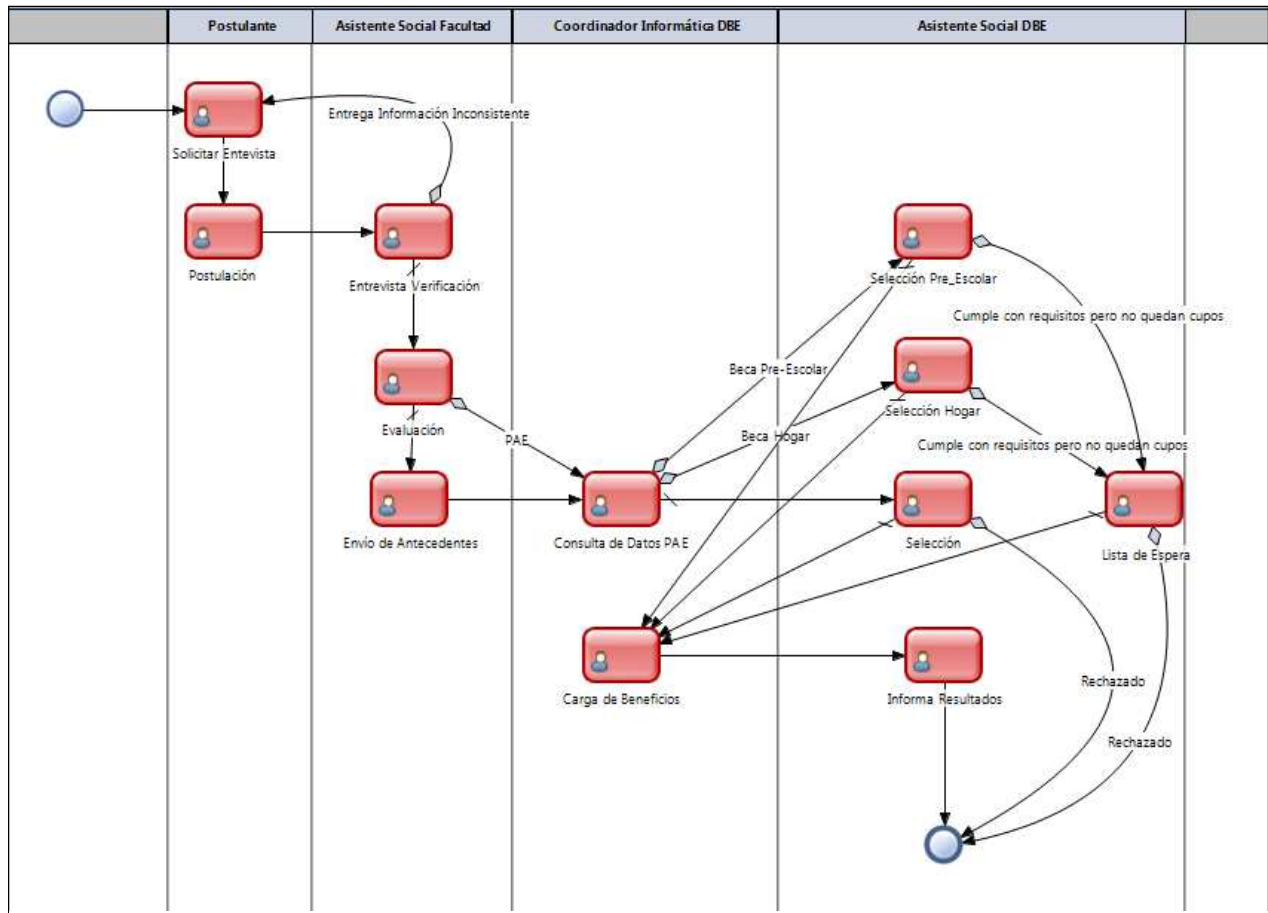 Postulante
Asistente Social Facultad
Coordinador Informática DBE
Asistente Social DBE
Entrega Información Inconsistente
Solicitar Entevista
Postulación
Entrevista Verificación
Selección Pre_Escolar
Cumple con requisitos pero no quedan cupos
Beca Pre-Escolar
Selección Hogar
Evaluación
PAE
Beca Hogar
Cumple con requisitos pero no quedan cupos
Envío de Antecedentes
Consulta de Datos PAE
Selección
Lista de Espera
Carga de Beneficios
Informa Resultados
Rechazado
Rechazado